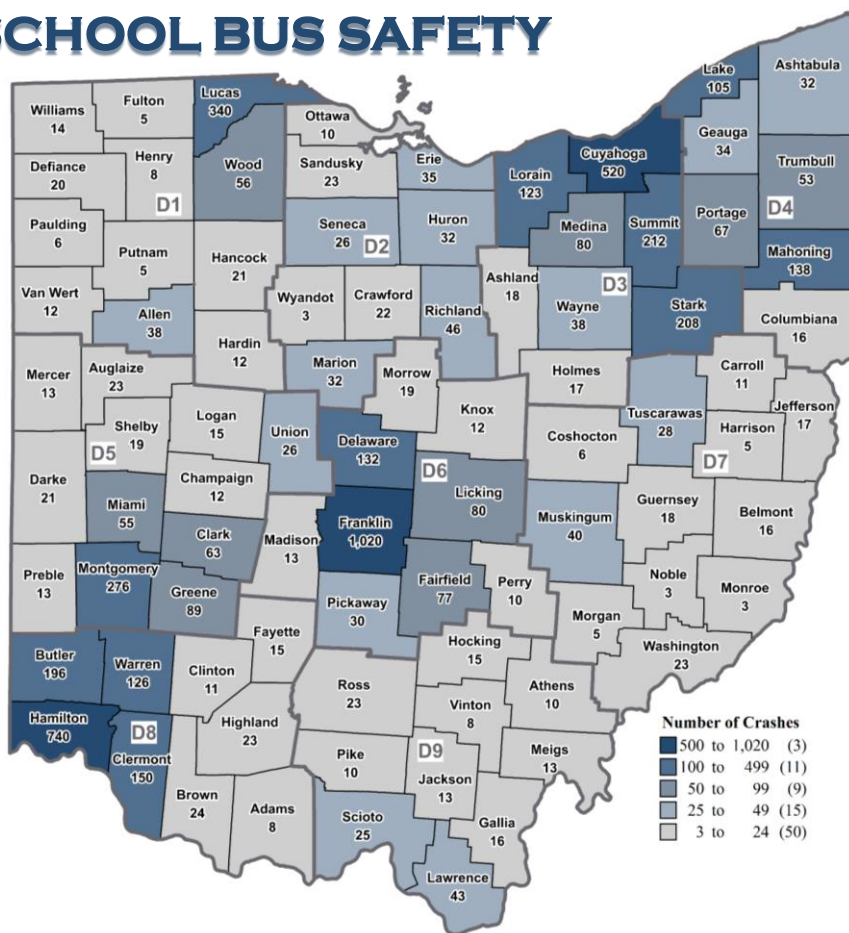 SCHOOL BUS SAFETY
Williams
14
Fulton
5
Lucas
340
Ottawa
10
Lake
105
Ashtabula
32
Defiance
20
Henry
8
D1
Wood
56
Sandusky
23
Erie
35
Lorain
123
Cuyahoga
520
Geauga
34
Trumbull
53
Paulding
6
Putnam
5
Hancock
21
Seneca
26
D2
Huron
32
Medina
80
Summit
212
Portage
67
D4
Mahoning
138
Van Wert
12
Allen
38
Wyandot
3
Crawford
22
Richland
46
Ashland
18
Wayne
38
D3
Stark
208
Columbiana
16
Hardin
12
Mercer
13
Auglaize
23
Marion
32
Morrow
19
Holmes
17
Carroll
11
Jefferson
17
Shelby
19
D5
Logan
15
Union
26
Delaware
132
Knox
12
Coshocton
6
Tuscarawas
28
Harrison
5
D7
Darke
21
Champaign
12
D6
Licking
80
Miami
55
Clark
63
Madison
13
Franklin
1,020
Muskingum
40
Guernsey
18
Belmont
16
Preble
13
Montgomery
276
Greene
89
Pickaway
30
Fairfield
77
Perry
10
Noble
3
Monroe
3
Morgan
5
Washington
23
Fayette
15
Hocking
15
Butler
196
Warren
126
Clinton
11
Ross
23
Athens
10
Vinton
8
Hamilton
740
D8
Clermont
150
Highland
23
Pike
10
D9
Jackson
13
Meigs
13
Brown
24
Adams
8
Scioto
25
Gallia
16
Lawrence
43
Number of Crashes
500 to 1,020 (3)
100 to 499 (11)
50 to 99 (9)
25 to 49 (15)
3 to 24 (50)